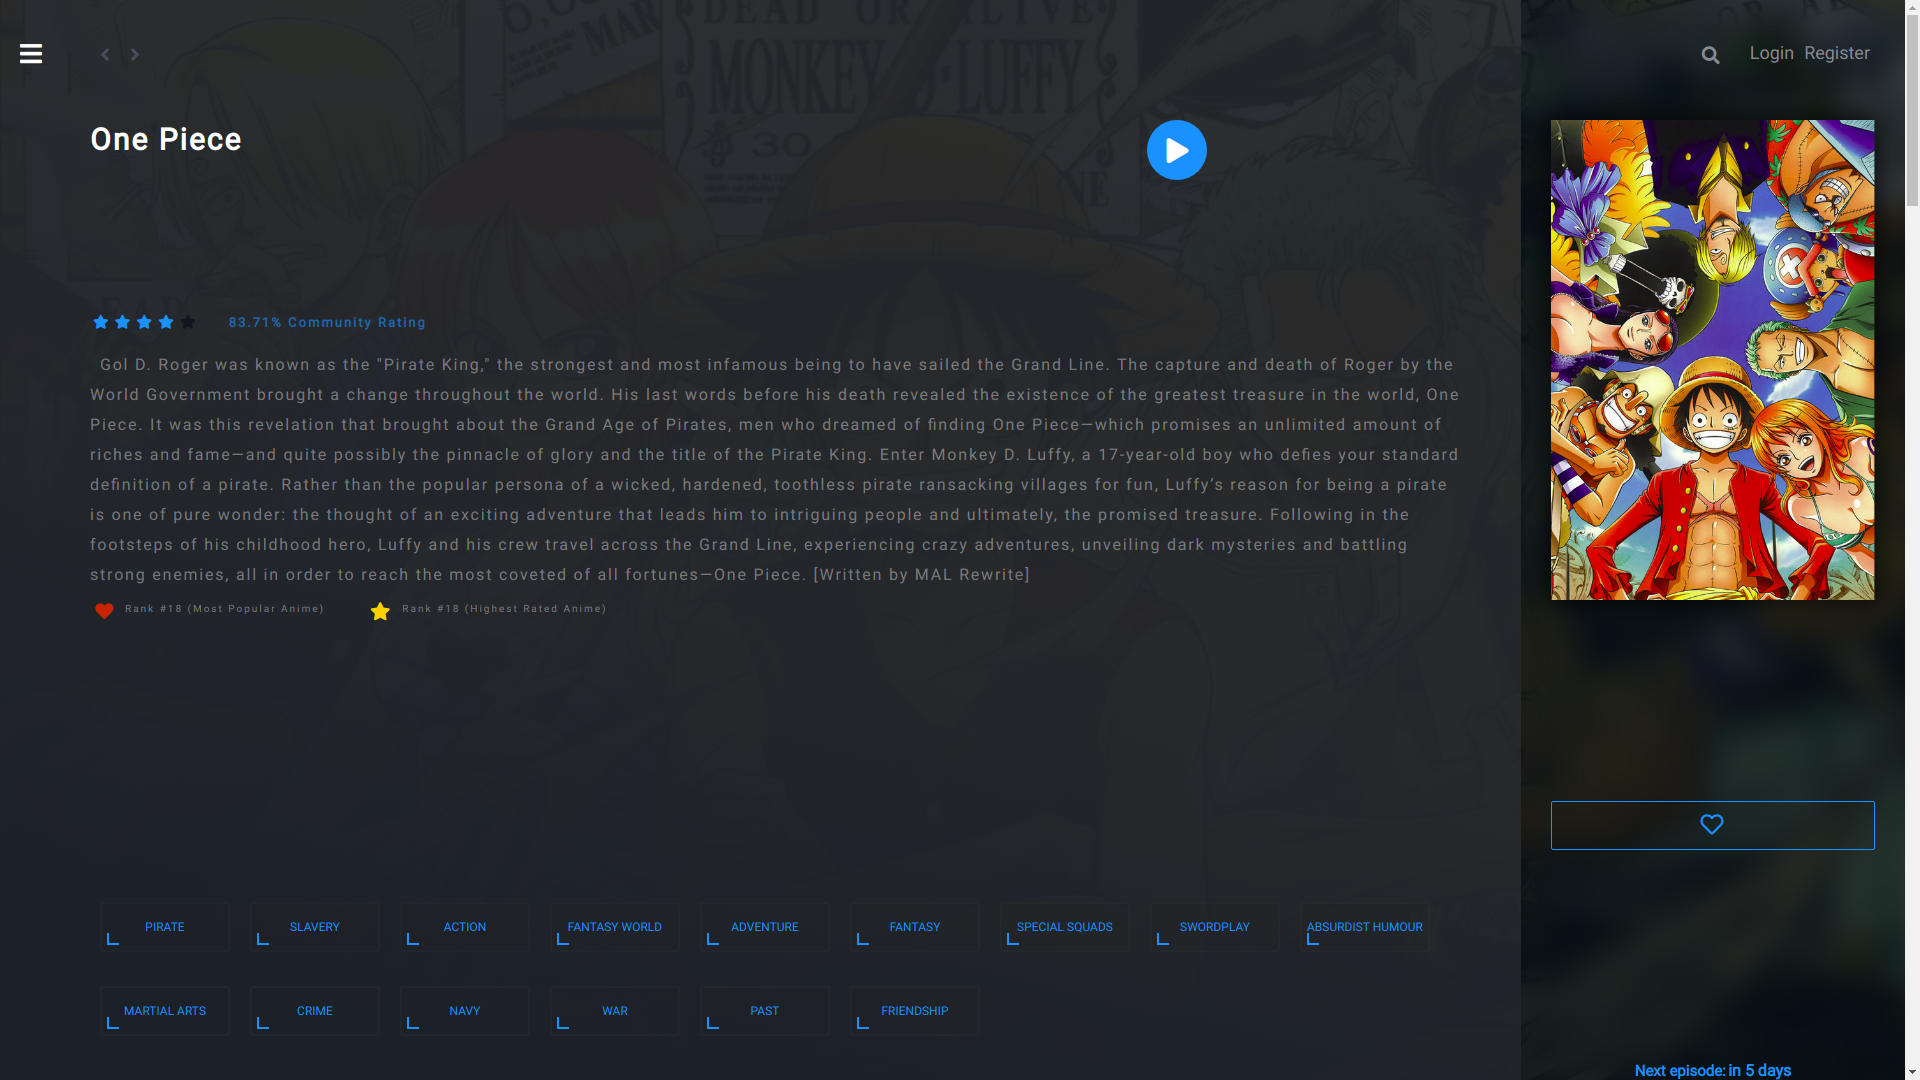 Login Register
One Piece
83.71% Community Rating
Gol D. Roger was known as the "Pirate King," the strongest and most infamous being to have sailed the Grand Line. The capture and death of Roger by the
World Government brought a change throughout the world. His last words before his death revealed the existence of the greatest treasure in the world, One
Piece. It was this revelation that brought about the Grand Age of Pirates, men who dreamed of finding One Piece—which promises an unlimited amount of
riches and fame—and quite possibly the pinnacle of glory and the title of the Pirate King. Enter Monkey D. Luffy, a 17-year-old boy who defies your standard
definition of a pirate. Rather than the popular persona of a wicked, hardened, toothless pirate ransacking villages for fun, Luffy’s reason for being a pirate
is one of pure wonder: the thought of an exciting adventure that leads him to intriguing people and ultimately, the promised treasure. Following in the
footsteps of his childhood hero, Luffy and his crew travel across the Grand Line, experiencing crazy adventures, unveiling dark mysteries and battling
strong enemies, all in order to reach the most coveted of all fortunes—One Piece. [Written by MAL Rewrite]
Rank #18 (Most Popular Anime) Rank #18 (Highest Rated Anime)
PIRATE SLAVERY ACTION FANTASY WORLD ADVENTURE FANTASY SPECIAL SQUADS SWORDPLAY ABSURDIST HUMOUR
MARTIAL ARTS CRIME NAVY WAR PAST FRIENDSHIP
Next episode: in 5 days
DEAD OR ALIVE
MONKEY D. LUFFY